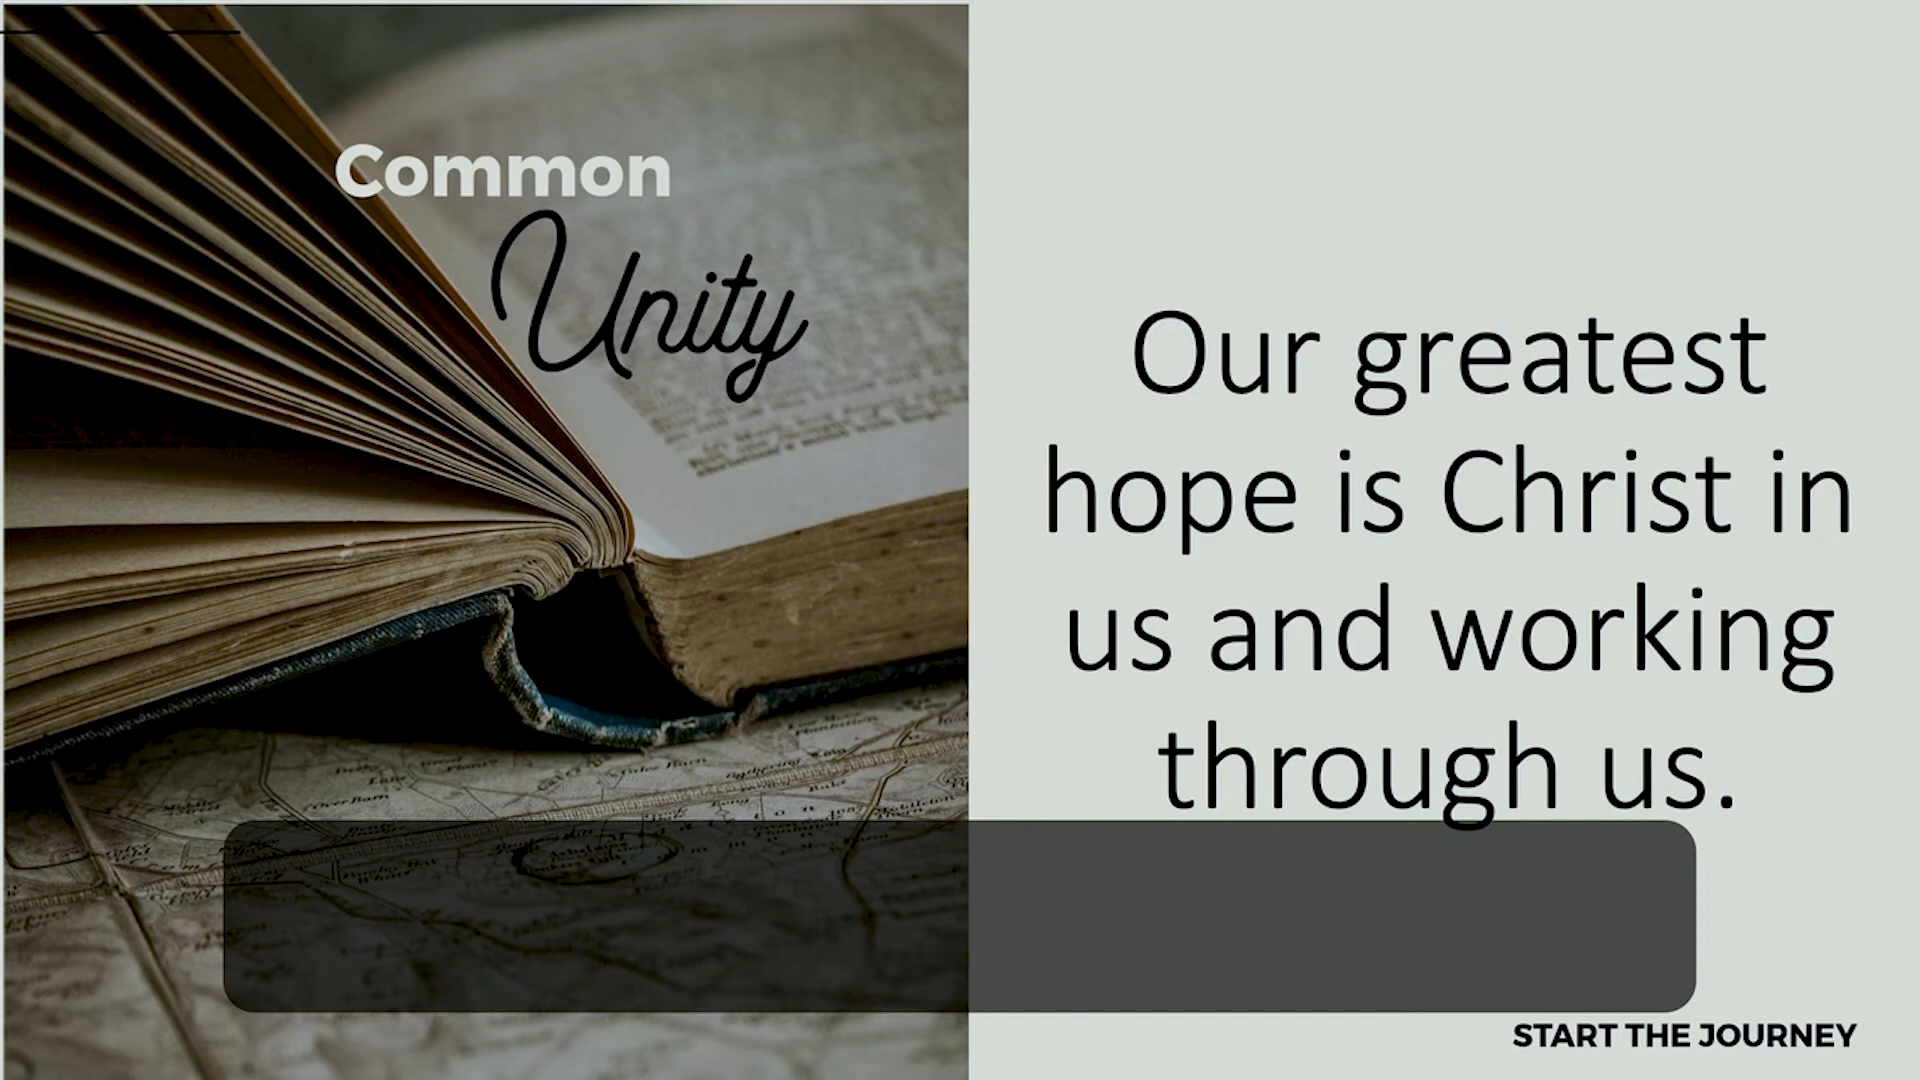 Common
Unity
Our greatest
hope is Christ in
us and working
through us.
START THE JOURNEY